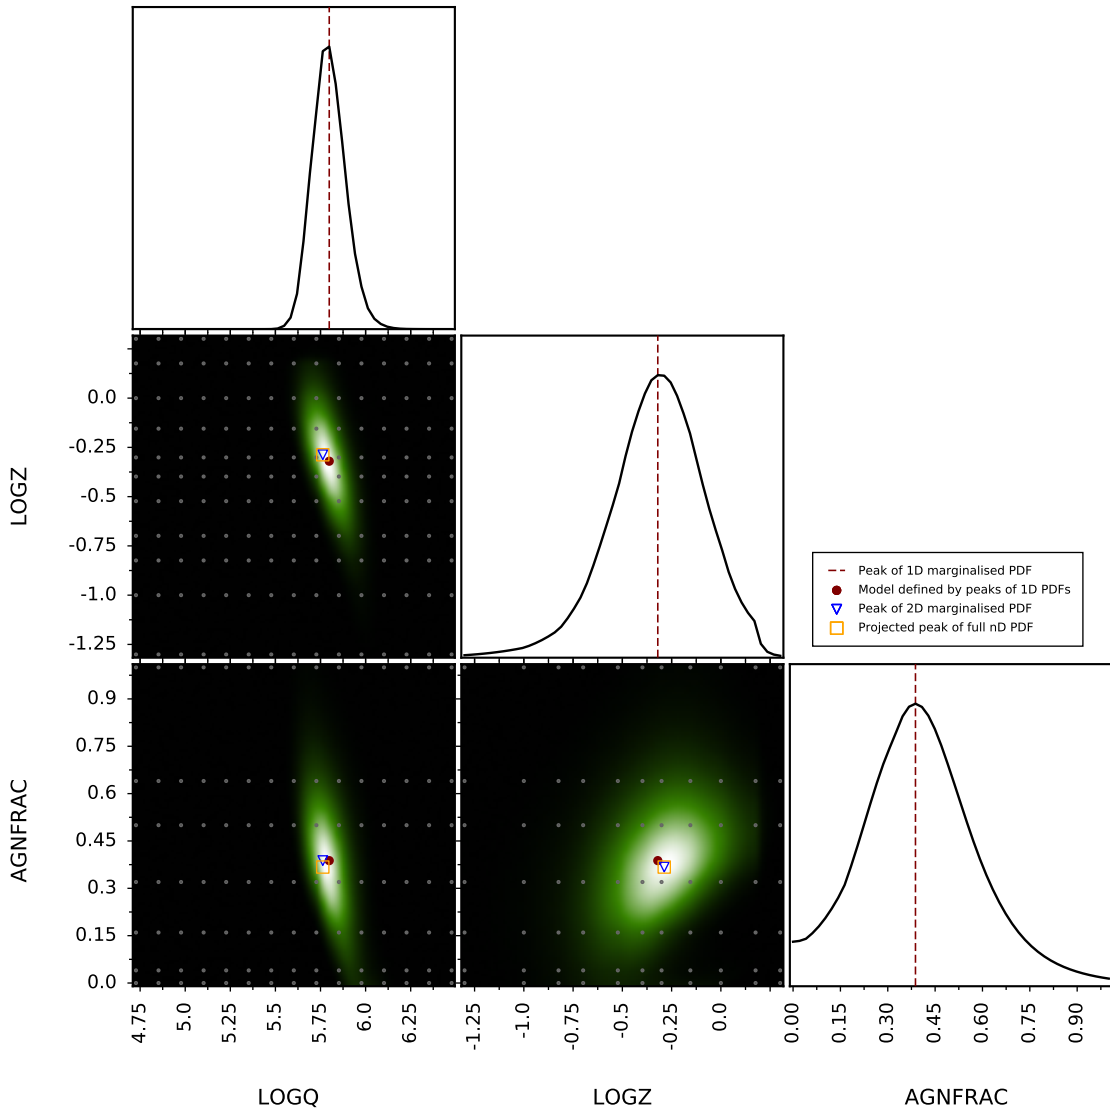 0.0
-0.25
-0.5
-0.75
-1.0
-1.25
LOGZ
Peak of 1D marginalised PDF
Model defined by peaks of 1D PDFs
Peak of 2D marginalised PDF
Projected peak of full nD PDF
0.9
0.75
0.6
0.45
0.3
0.15
0.0
AGNFRAC
4.75 5.0 5.25 5.5 5.75 6.0 6.25
-1.25 -1.0 -0.75 -0.5 -0.25 0.0
0.00 0.15 0.30 0.45 0.60 0.75 0.90
LOGQ LOGZ AGNFRAC